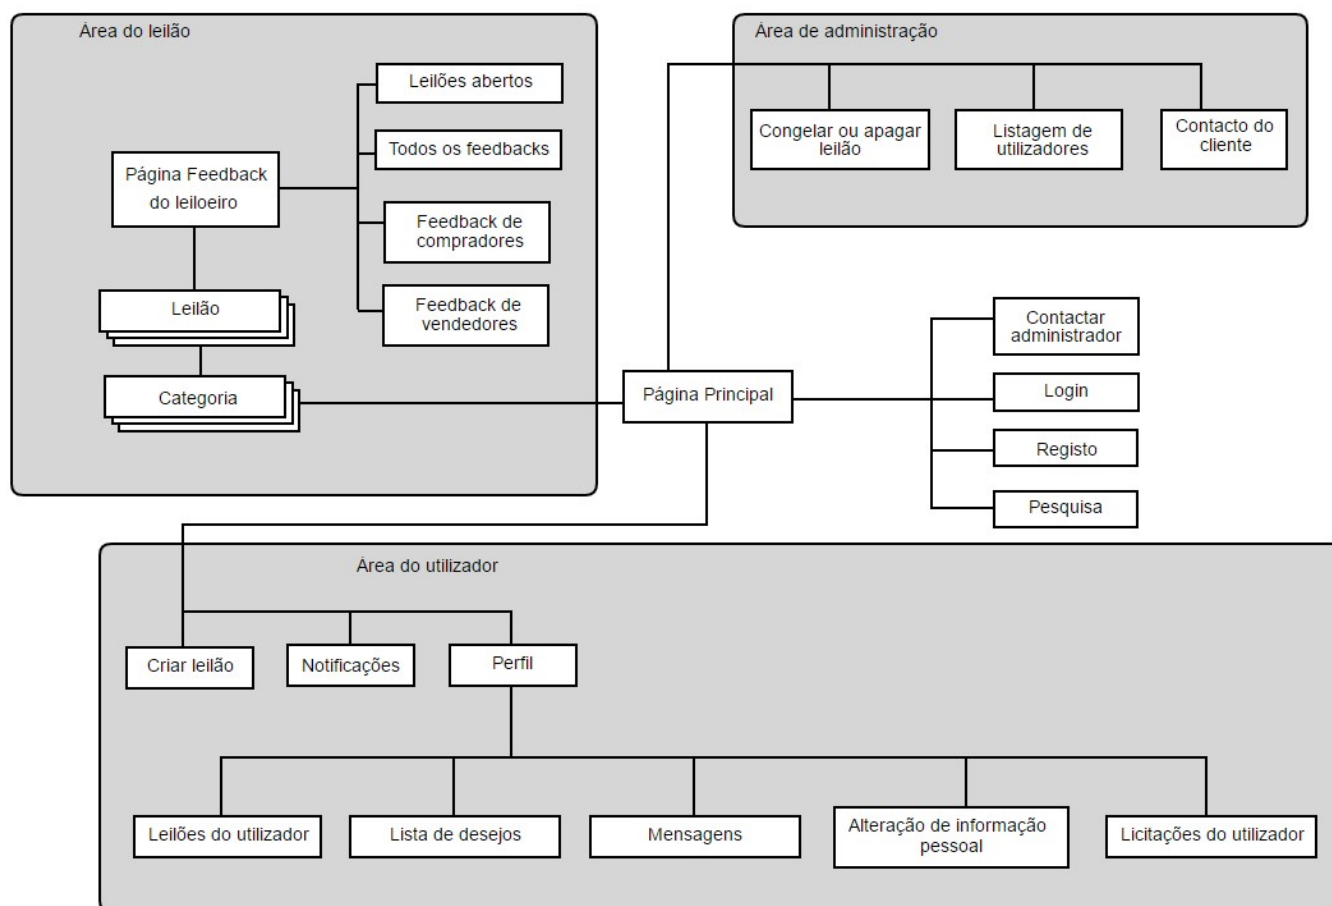 Área do leilão
Leilões abertos
Todos os feedbacks
Página Feedback
do leiloeiro
Feedback de
compradores
Feedback de
vendedores
Leilão
Categoria
Área de administração
Congelar ou apagar
leilão
Listagem de
utilizadores
Contacto do
cliente
Página Principal
Contactar
administrador
Login
Registo
Pesquisa
Área do utilizador
Criar leilão
Notificações
Perfil
Leilões do utilizador
Lista de desejos
Mensagens
Alteração de informação
pessoal
Licitações do utilizador